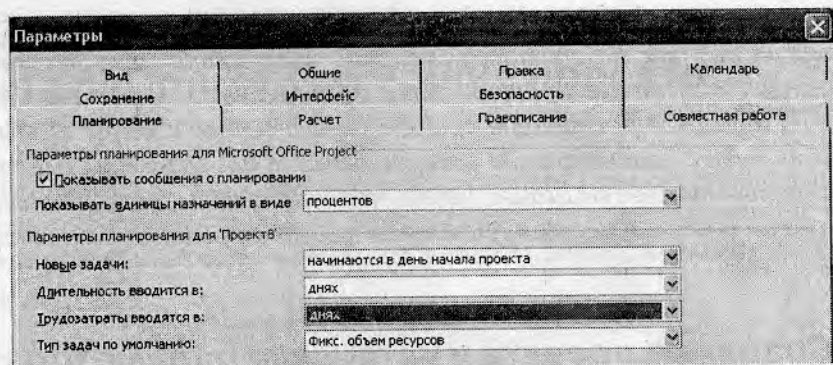 Параметры
Вид Общие Правка Календарь
Сохранение Интерфейс Безопасность
Планирование Расчет Правописание Совместная работа
Параметры планирования для Microsoft Office Project
Показывать сообщения о планировании
Показывать единицы назначений в виде процентов
Параметры планирования для 'Проект8'
Новые задачи: начинаются в день начала проекта
Длительность вводится в: днях
Трудозатраты вводятся в: днях
Тип задач по умолчанию: Фикс. объем ресурсов